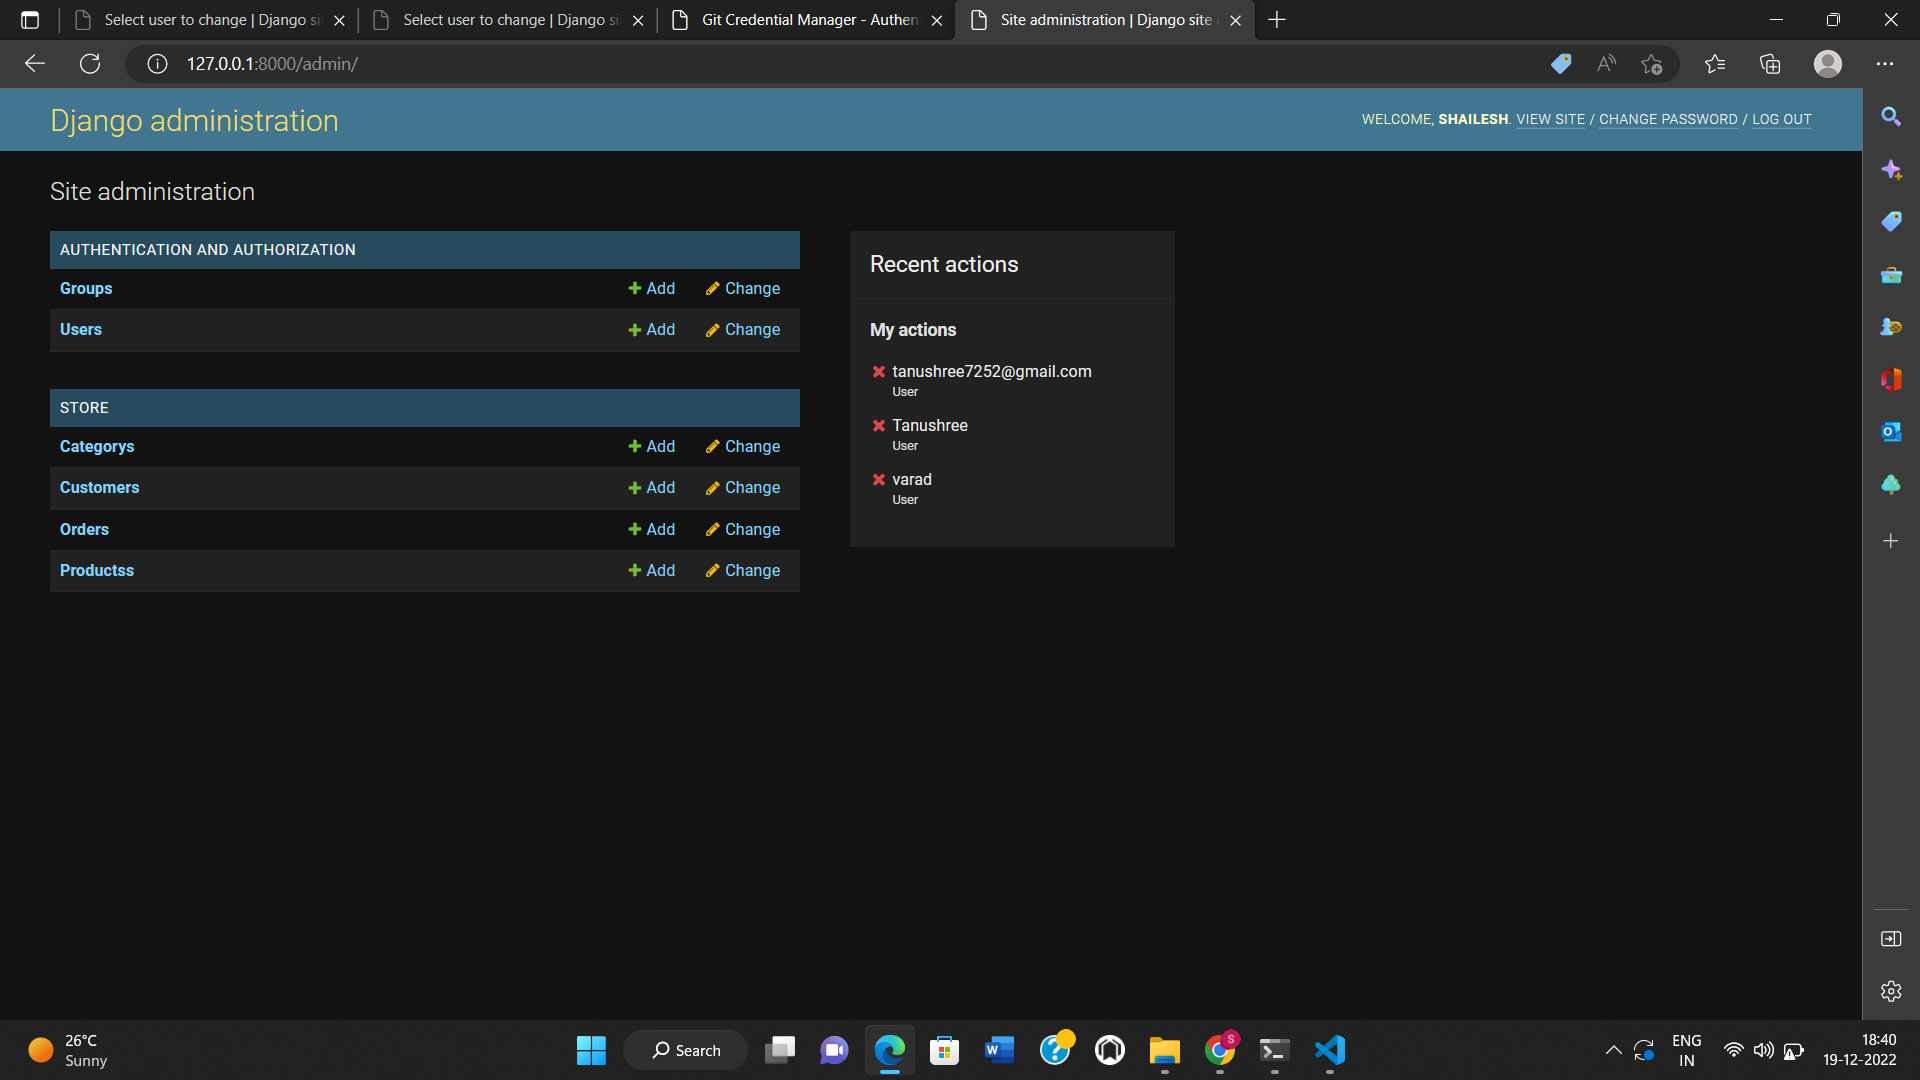 Select user to change | Django si
Select user to change | Django si
Git Credential Manager - Authen
Site administration | Django site
127.0.0.1:8000/admin/
Django administration
WELCOME, SHAILESH. VIEW SITE / CHANGE PASSWORD / LOG OUT
Site administration
AUTHENTICATION AND AUTHORIZATION
Groups Add Change
Users Add Change
STORE
Categorys Add Change
Customers Add Change
Orders Add Change
Productss Add Change
Recent actions
My actions
tanushree7252@gmail.com
User
Tanushree
User
varad
User
26°C
Sunny
Search
ENG
IN
18:40
19-12-2022